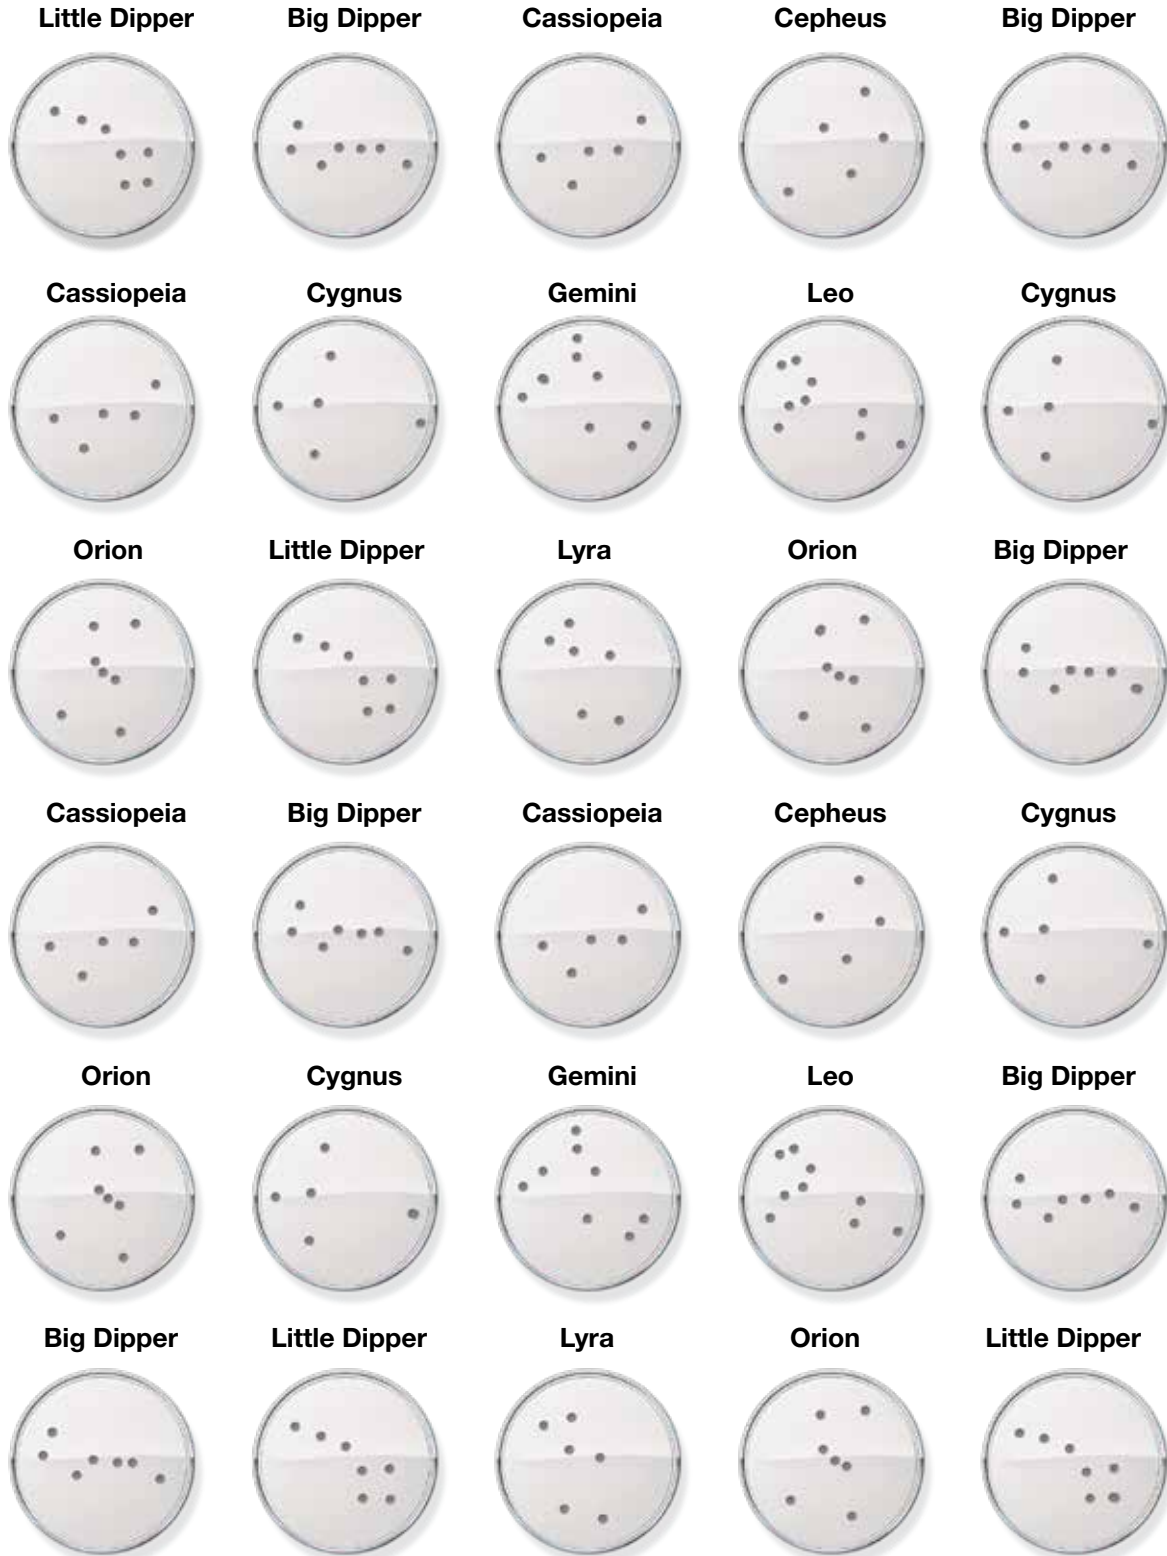 Little Dipper Big Dipper Cassiopeia Cepheus Big Dipper
Cassiopeia Cygnus Gemini Leo Cygnus
Orion Little Dipper Lyra Orion Big Dipper
Cassiopeia Big Dipper Cassiopeia Cepheus Cygnus
Orion Cygnus Gemini Leo Big Dipper
Big Dipper Little Dipper Lyra Orion Little Dipper